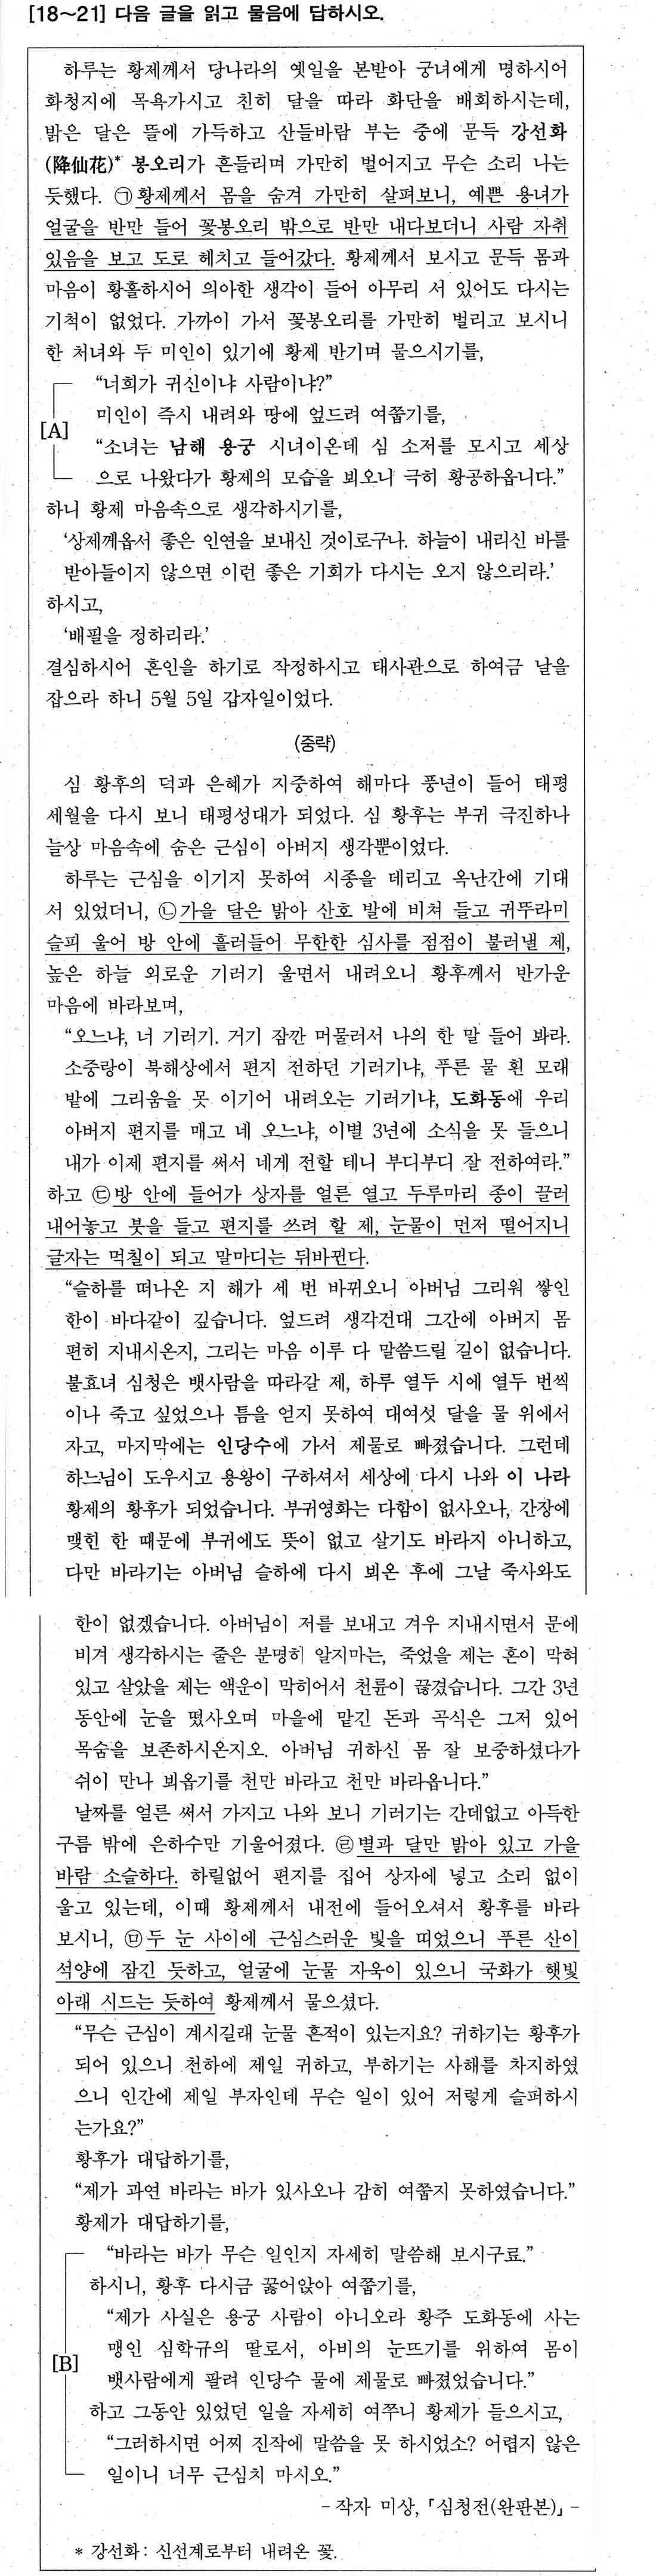 [18~21] 다음 글을 읽고 물음에 답하시오.
하루는 황제께서 당나라의 옛일을 본받아 궁녀에게 명하시어
화청지에 목욕가시고 친히 달을 따라 화단을 배회하시는데,
밝은 달은 뜰에 가득하고 산들바람 부는 중에 문득 강선화
(降仙花)* 봉오리가 흔들리며 가만히 벌어지고 무슨 소리 나는
듯했다. ㉠황제께서 몸을 숨겨 가만히 살펴보니, 예쁜 용녀가
얼굴을 반만 들어 꽃봉오리 밖으로 반만 내다보더니 사람 자취
있음을 보고 도로 헤치고 들어갔다. 황제께서 보시고 문득 몸과
마음이 황홀하시어 의아한 생각이 들어 아무리 서 있어도 다시는
기척이 없었다. 가까이 가서 꽃봉오리를 가만히 벌리고 보시니
한 처녀와 두 미인이 있기에 황제 반기며 물으시기를,
“너희가 귀신이냐 사람이냐?”
미인이 즉시 내려와 땅에 엎드려 여쭙기를,
[A]
“소녀는 남해 용궁 시녀이온데 심 소저를 모시고 세상
으로 나왔다가 황제의 모습을 뵈오니 극히 황공하옵니다.”
하니 황제 마음속으로 생각하시기를,
‘상제께옵서 좋은 인연을 보내신 것이로구나. 하늘이 내리신 바를
받아들이지 않으면 이런 좋은 기회가 다시는 오지 않으리라.’
하시고,
‘배필을 정하리라.’
결심하시어 혼인을 하기로 작정하시고 태사관으로 하여금 날을
잡으라 하니 5월 5일 갑자일이었다.
(중략)
심 황후의 덕과 은혜가 지중하여 해마다 풍년이 들어 태평
세월을 다시 보니 태평성대가 되었다. 심 황후는 부귀 극진하나
늘상 마음속에 숨은 근심이 아버지 생각뿐이었다.
하루는 근심을 이기지 못하여 시종을 데리고 옥난간에 기대
서 있었더니, ㉡가을 달은 밝아 산호 발에 비쳐 들고 귀뚜라미
슬피 울어 방 안에 흘러들어 무한한 심사를 점점이 불러낼 제,
높은 하늘 외로운 기러기 울면서 내려오니 황후께서 반가운
마음에 바라보며,
“오느냐, 너 기러기. 거기 잠깐 머물러서 나의 한 말 들어 봐라.
소중랑이 북해상에서 편지 전하던 기러기냐, 푸른 물 흰 모래
밭에 그리움을 못 이기어 내려오는 기러기냐, 도화동에 우리
아버지 편지를 매고 네 오느냐, 이별 3년에 소식을 못 들으니
내가 이제 편지를 써서 네게 전할 테니 부디부디 잘 전하여라.”
하고 ㉢방 안에 들어가 상자를 얼른 열고 두루마리 종이 끌러
내어놓고 붓을 들고 편지를 쓰려 할 제, 눈물이 먼저 떨어지니
글자는 먹칠이 되고 말마디는 뒤바뀐다.
“슬하를 떠나온 지 해가 세 번 바뀌오니 아버님 그리워 쌓인
한이 바다같이 깊습니다. 엎드려 생각건대 그간에 아버지 몸
편히 지내시온지, 그리는 마음 이루 다 말씀드릴 길이 없습니다.
불효녀 심청은 뱃사람을 따라갈 제, 하루 열두 시에 열두 번씩
이나 죽고 싶었으나 틈을 얻지 못하여 대여섯 달을 물 위에서
자고, 마지막에는 인당수에 가서 제물로 빠졌습니다. 그런데
하느님이 도우시고 용왕이 구하셔서 세상에 다시 나와 이 나라
황제의 황후가 되었습니다. 부귀영화는 다함이 없사오나, 간장에
맺힌 한 때문에 부귀에도 뜻이 없고 살기도 바라지 아니하고,
다만 바라기는 아버님 슬하에 다시 뵈온 후에 그날 죽사와도
한이 없겠습니다. 아버님이 저를 보내고 겨우 지내시면서 문에
비겨 생각하시는 줄은 분명히 알지마는, 죽었을 제는 혼이 막혀
있고 살았을 제는 액운이 막히어서 천륜이 끊겼습니다. 그간 3년
동안에 눈을 떴사오며 마을에 맡긴 돈과 곡식은 그저 있어
목숨을 보존하시온지오. 아버님 귀하신 몸 잘 보중하셨다가
쉬이 만나 뵈옵기를 천만 바라고 천만 바라옵니다.”
날짜를 얼른 써서 가지고 나와 보니 기러기는 간데없고 아득한
구름 밖에 은하수만 기울어졌다. ㉣별과 달만 밝아 있고 가을
바람 소슬하다. 하릴없어 편지를 집어 상자에 넣고 소리 없이
울고 있는데, 이때 황제께서 내전에 들어오셔서 황후를 바라
보시니, ㉤두 눈 사이에 근심스러운 빛을 띠었으니 푸른 산이
석양에 잠긴 듯하고, 얼굴에 눈물 자욱이 있으니 국화가 햇빛
아래 시드는 듯하여 황제께서 물으셨다.
“무슨 근심이 계시길래 눈물 흔적이 있는지요? 귀하기는 황후가
되어 있으니 천하에 제일 귀하고, 부하기는 사해를 차지하였
으니 인간에 제일 부자인데 무슨 일이 있어 저렇게 슬퍼하시
는가요?”
황후가 대답하기를,
“제가 과연 바라는 바가 있사오나 감히 여쭙지 못하였습니다.”
황제가 대답하기를,
“바라는 바가 무슨 일인지 자세히 말씀해 보시구료.”
하시니, 황후 다시금 꿇어앉아 여쭙기를,
“제가 사실은 용궁 사람이 아니오라 황주 도화동에 사는
맹인 심학규의 딸로서, 아비의 눈뜨기를 위하여 몸이
[B]
뱃사람에게 팔려 인당수 물에 제물로 빠졌었습니다.”
하고 그동안 있었던 일을 자세히 여쭈니 황제가 들으시고,
“그러하시면 어찌 진작에 말씀을 못 하시었소? 어렵지 않은
일이니 너무 근심치 마시오.”
- 작자 미상, 「심청전(완판본)」 -
* 강선화: 신선계로부터 내려온 꽃.